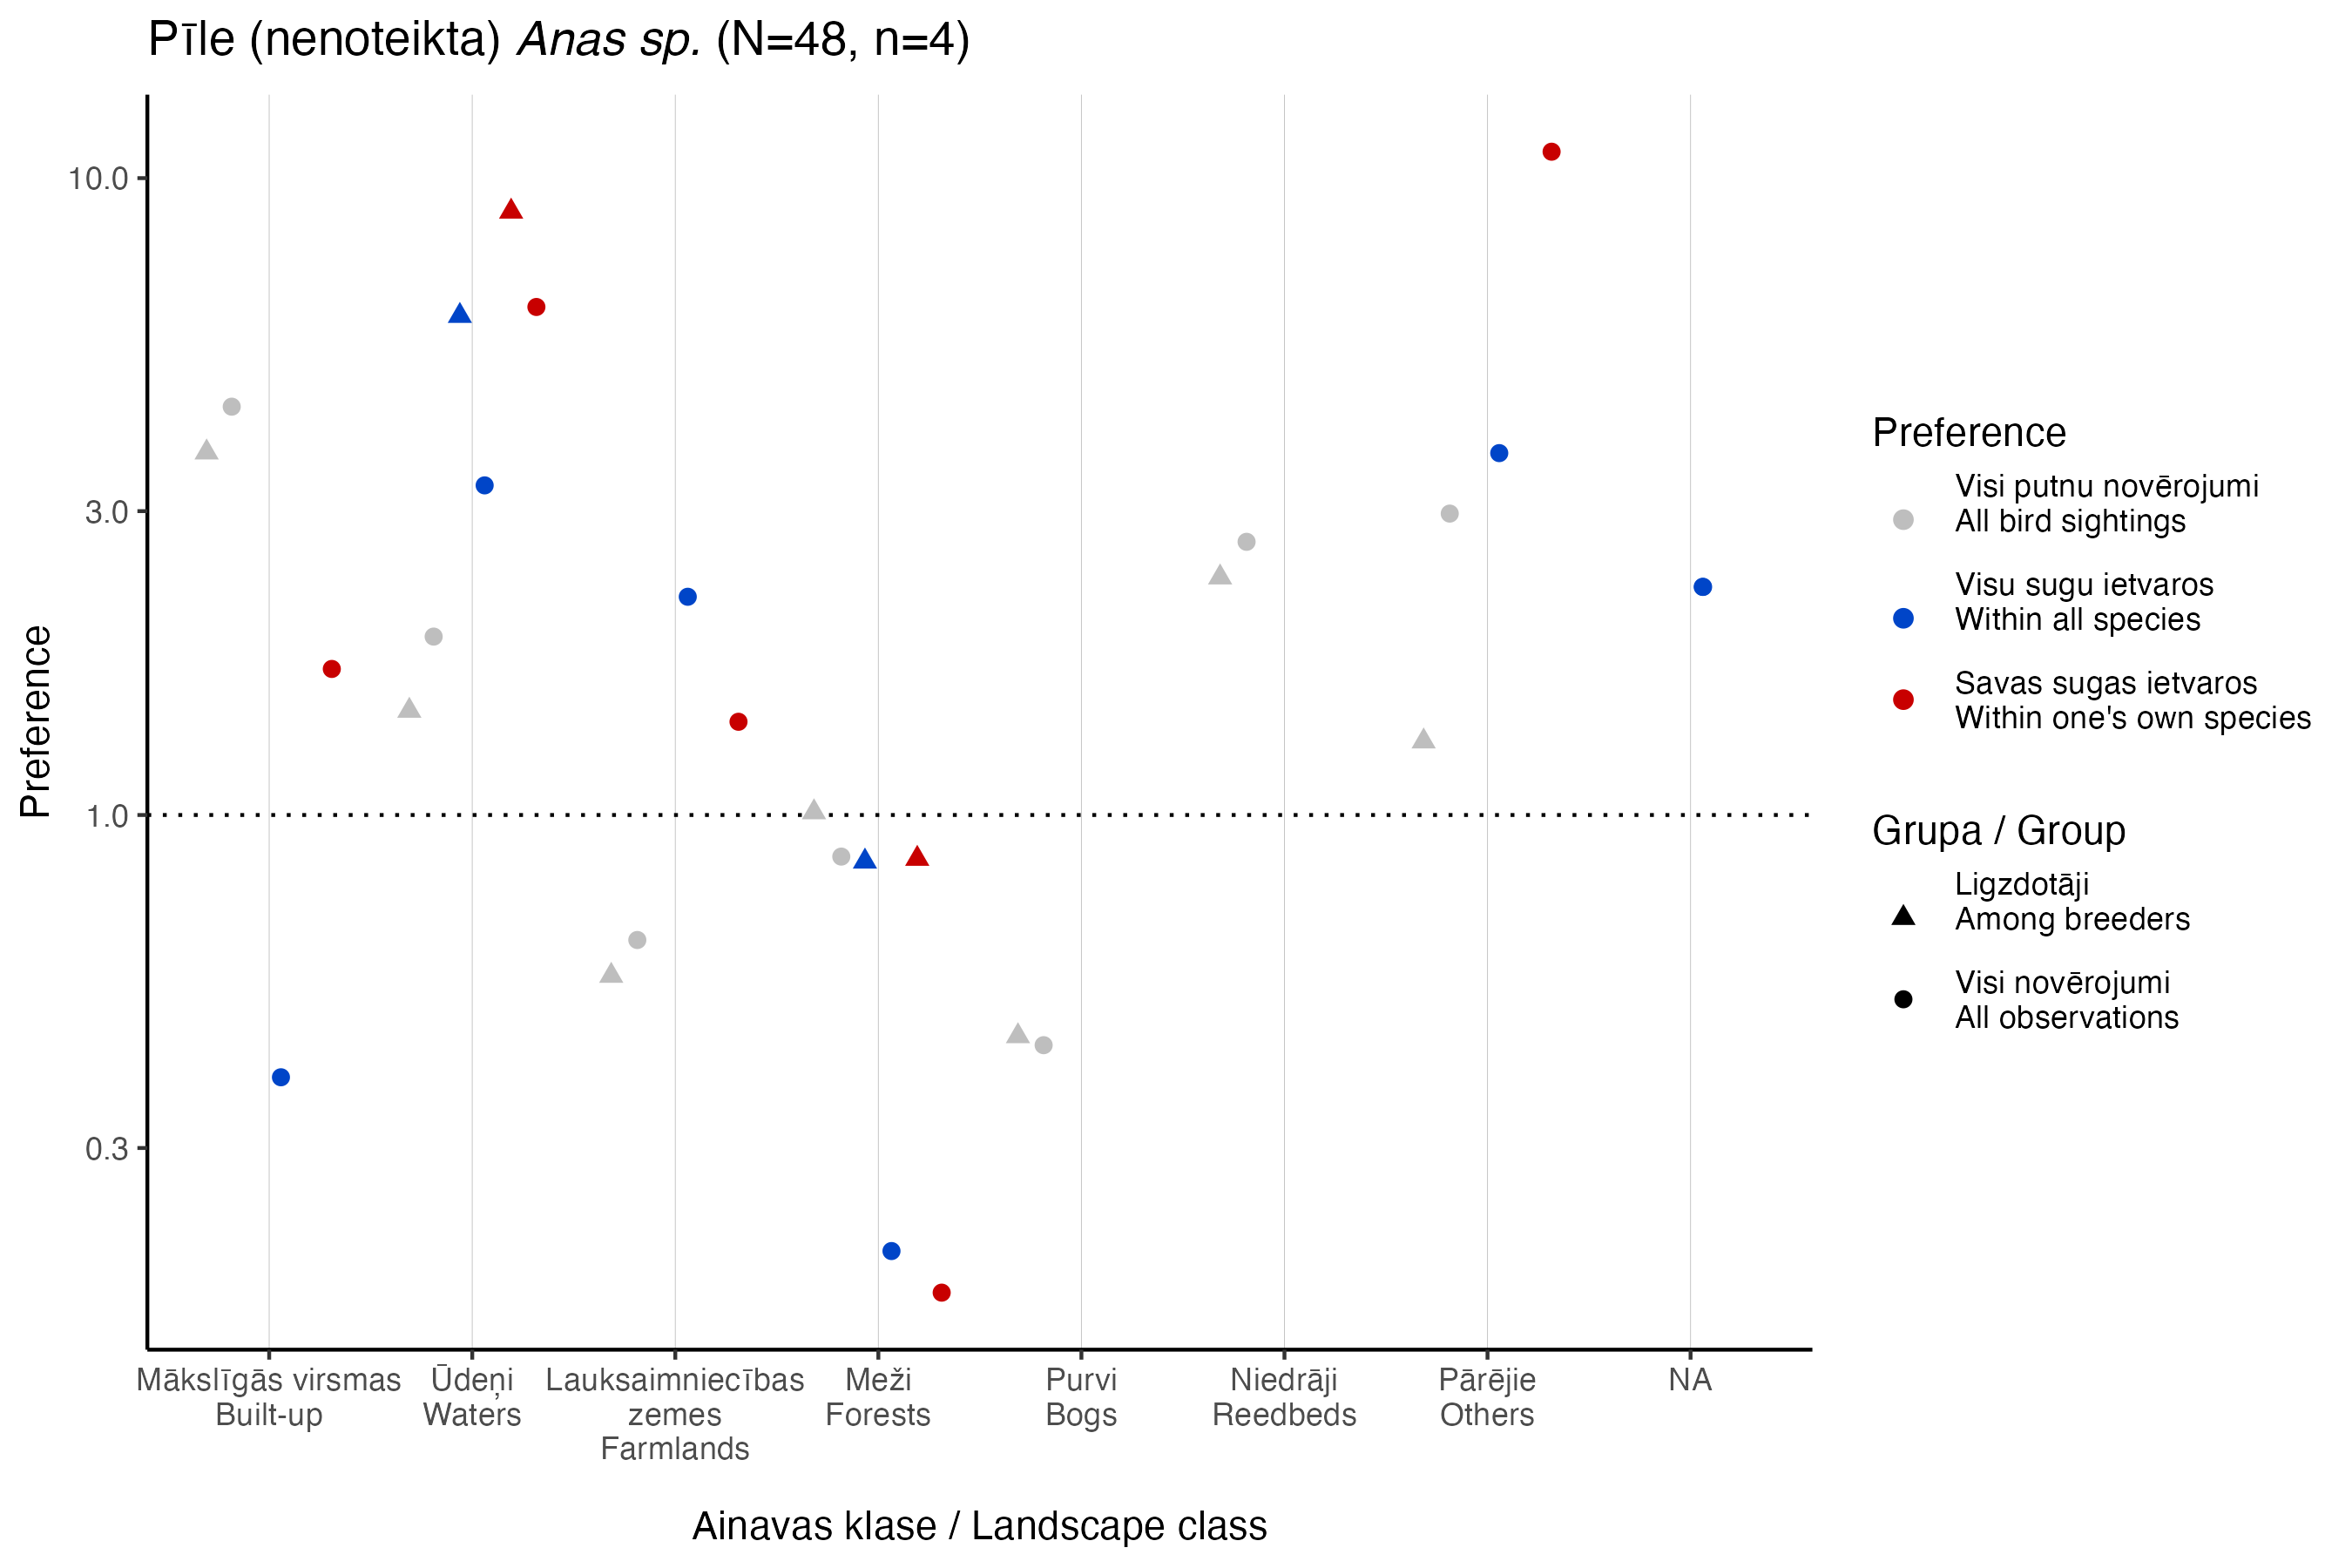 Pīle (nenoteikta) Anas sp. (N=48, n=4)
Preference
10.0
3.0
1.0
0.3
Mākslīgās virsmas
Built-up
Ūdeņi
Waters
Lauksaimniecības
zemes
Farmlands
Meži
Forests
Purvi
Bogs
Niedrāji
Reedbeds
Pārējie
Others
NA
Ainavas klase / Landscape class
Preference
Visi putnu novērojumi
All bird sightings
Visu sugu ietvaros
Within all species
Savas sugas ietvaros
Within one's own species
Grupa / Group
Ligzdotāji
Among breeders
Visi novērojumi
All observations